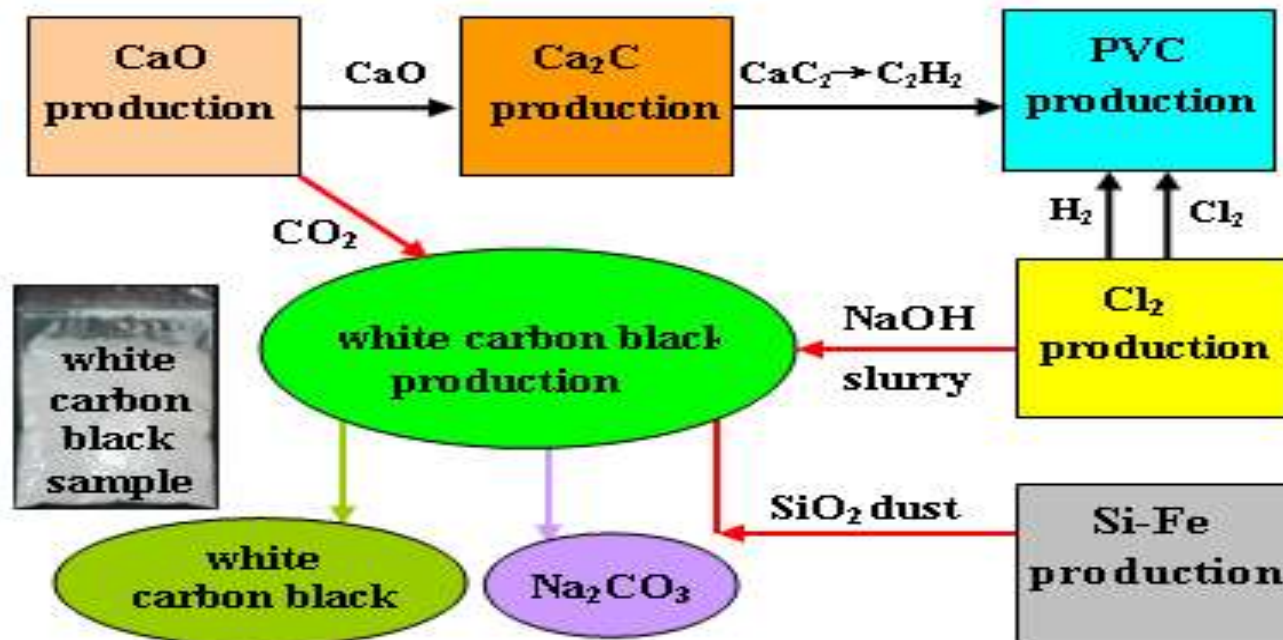 CaO
production
CaO
Ca₂C
production
CaC₂→C₂H₂
PVC
production
H₂
Cl₂
CO₂
Cl₂
production
NaOH
slurry
white carbon black
production
white
carbon
black
sample
SiO₂ dust
Si-Fe
production
white
carbon black
Na₂CO₃